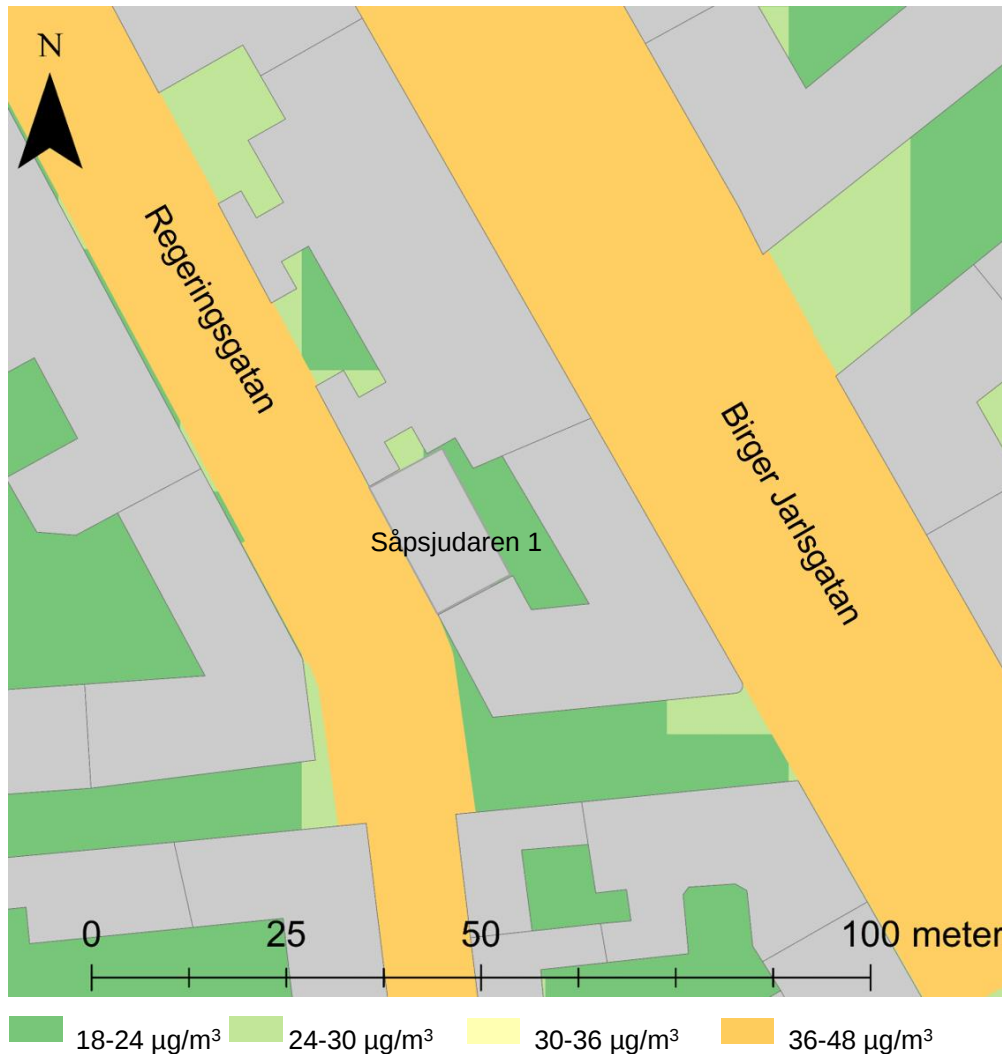 N
Regeringsgatan
Birger Jarlsgatan
Såpsjudaren 1
0 25 50 100 meter
18-24 µg/m³ 24-30 µg/m³ 30-36 µg/m³ 36-48 µg/m³